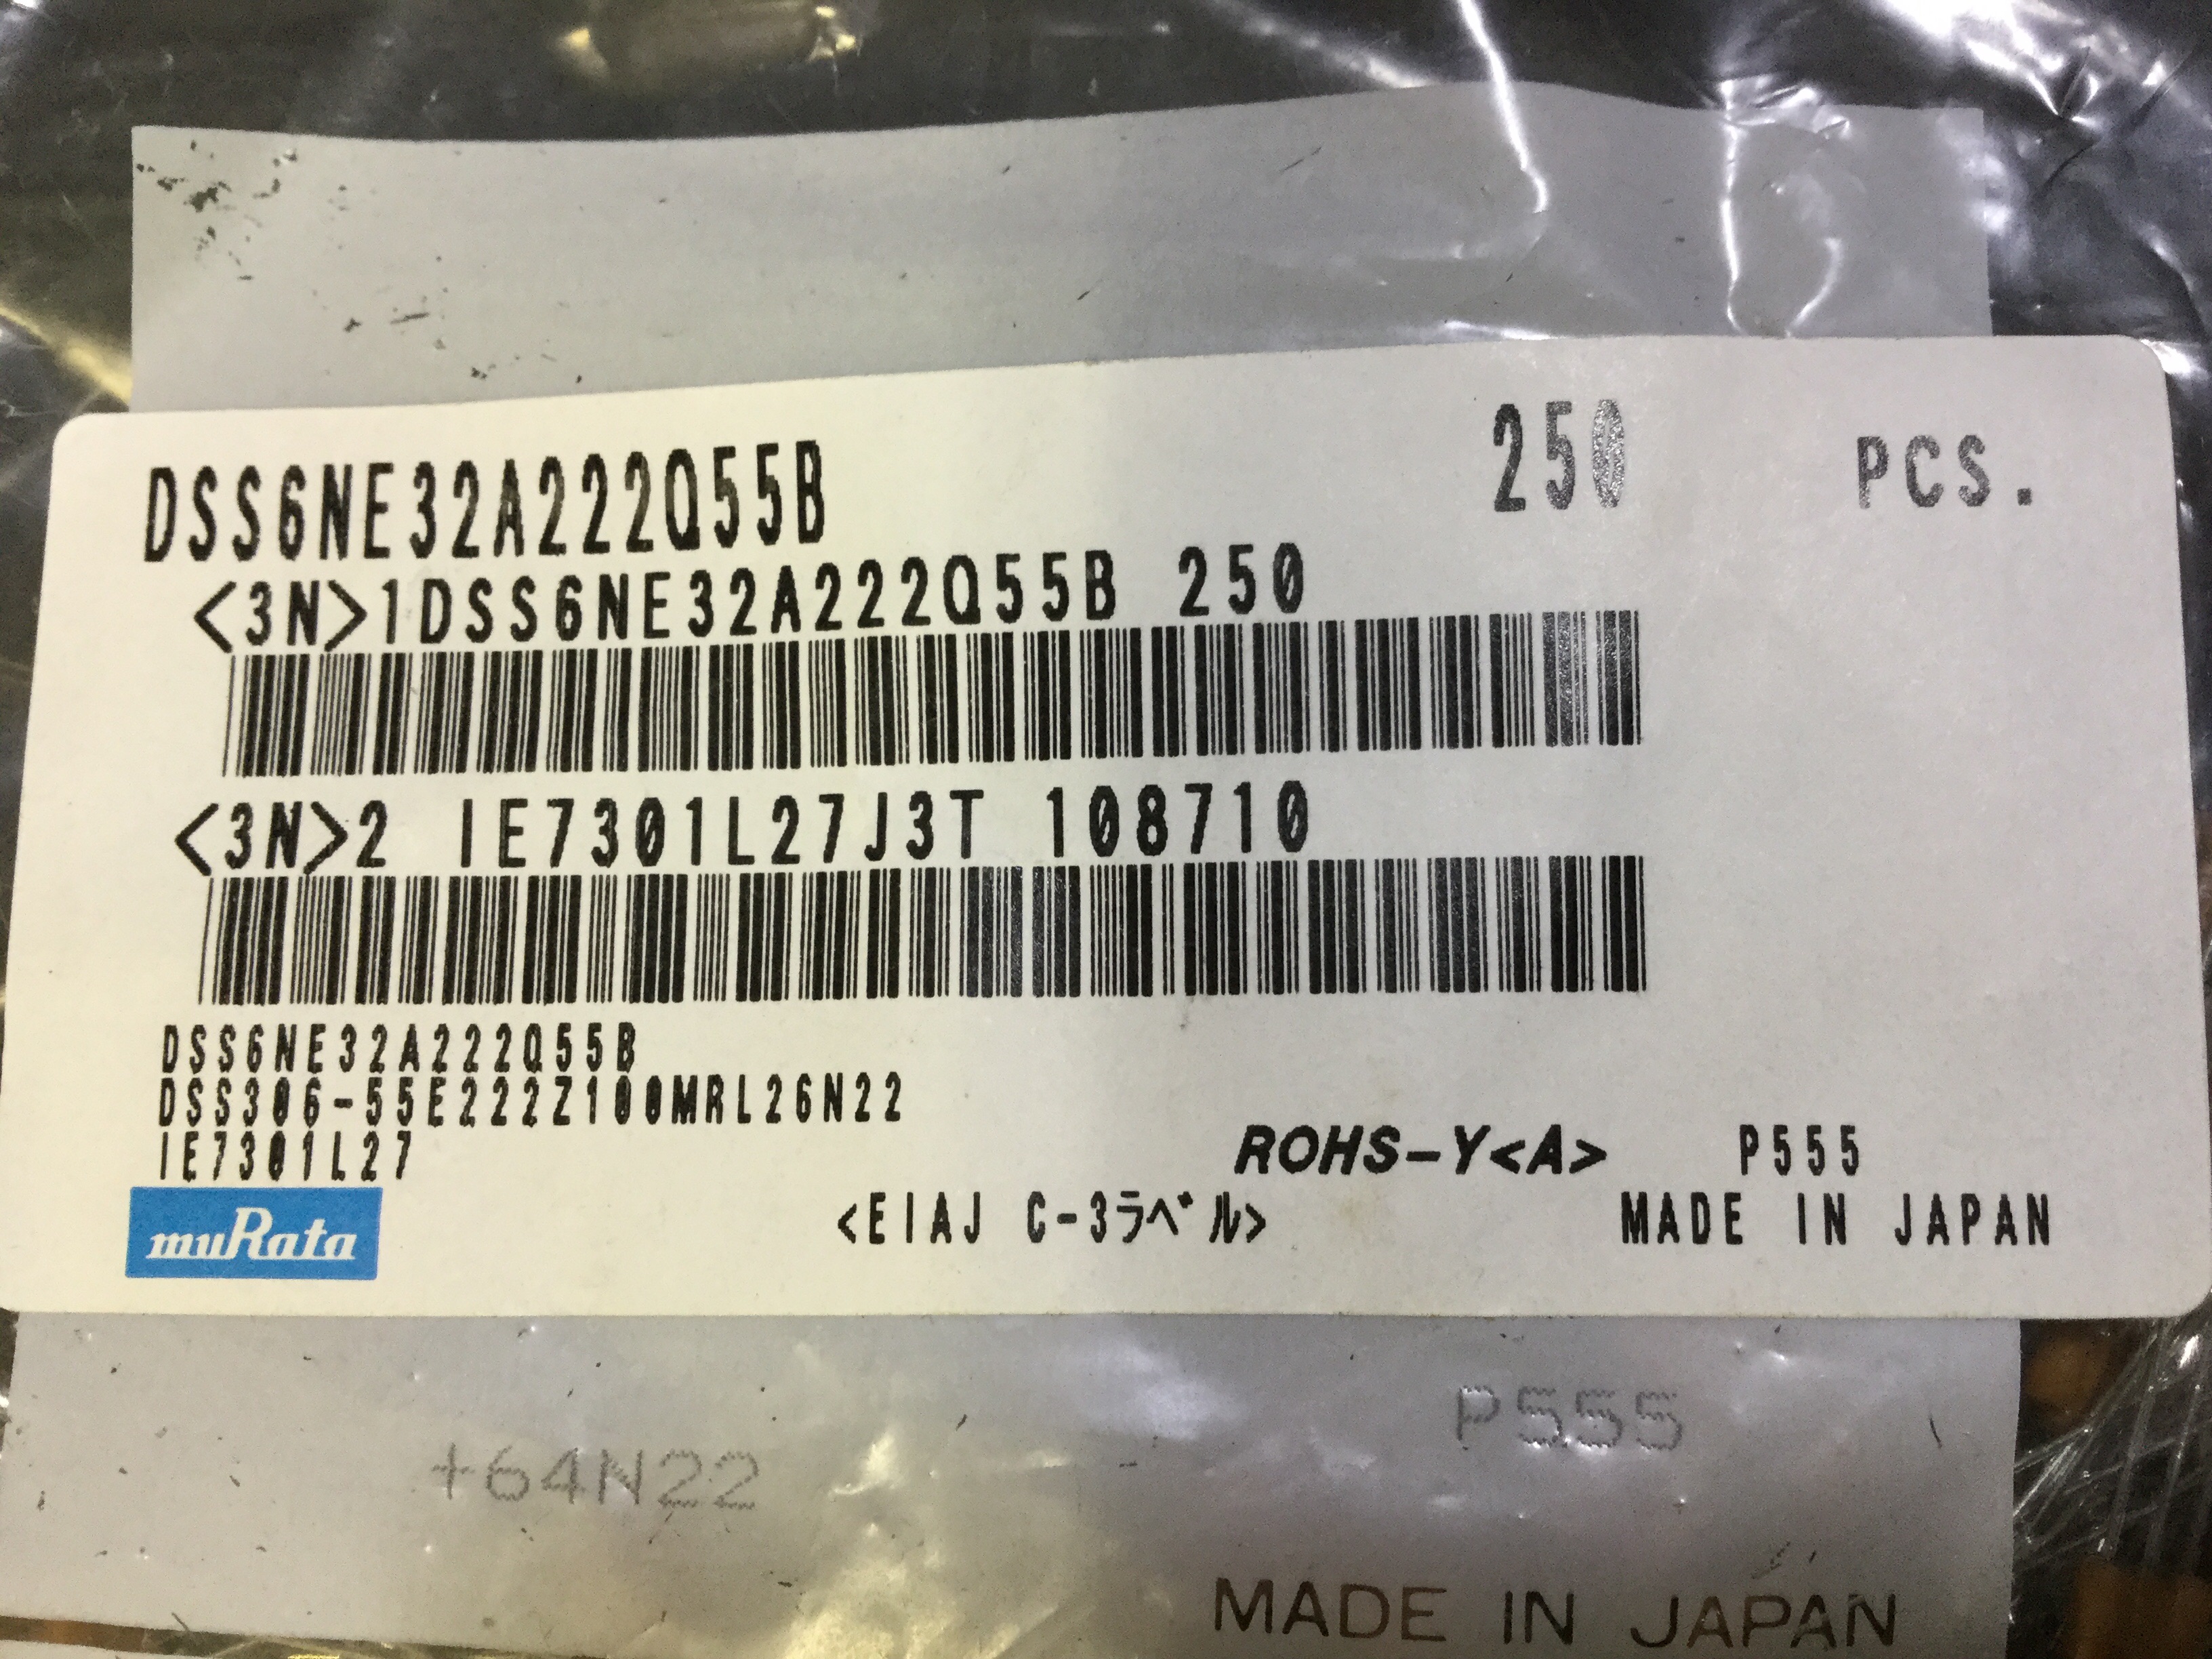 DSS6NE32A222Q55B 250 PCS.
<3N>1DSS6NE32A222Q55B 250
<3N>2 IE7301L27J3T 108710
DSS6NE32A222Q55B
DSS306-55E222Z100MRL26N22
IE7301L27
ROHS-Y<A> P555
muRata <EIAJ C-3ラベル> MADE IN JAPAN
P555
+64N22
MADE IN JAPAN